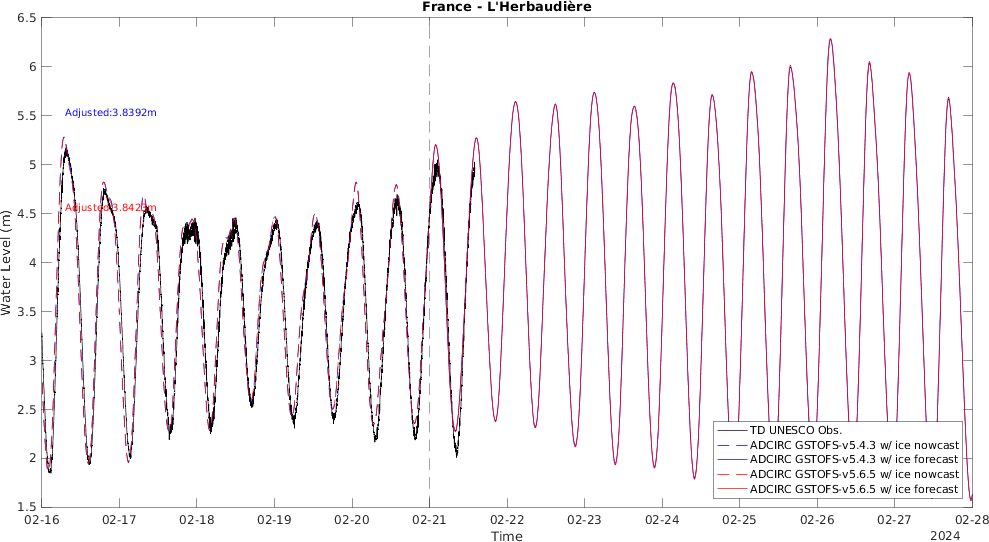 France - L'Herbaudière
6.5
6
5.5
5
4.5
4
3.5
3
2.5
2
1.5
Water Level (m)
Adjusted:3.8392m
Adjusted:3.8423m
TD UNESCO Obs.
ADCIRC GSTOFS-v5.4.3 w/ ice nowcast
ADCIRC GSTOFS-v5.4.3 w/ ice forecast
ADCIRC GSTOFS-v5.6.5 w/ ice nowcast
ADCIRC GSTOFS-v5.6.5 w/ ice forecast
02-16 02-17 02-18 02-19 02-20 02-21 02-22 02-23 02-24 02-25 02-26 02-27 02-28
Time
2024